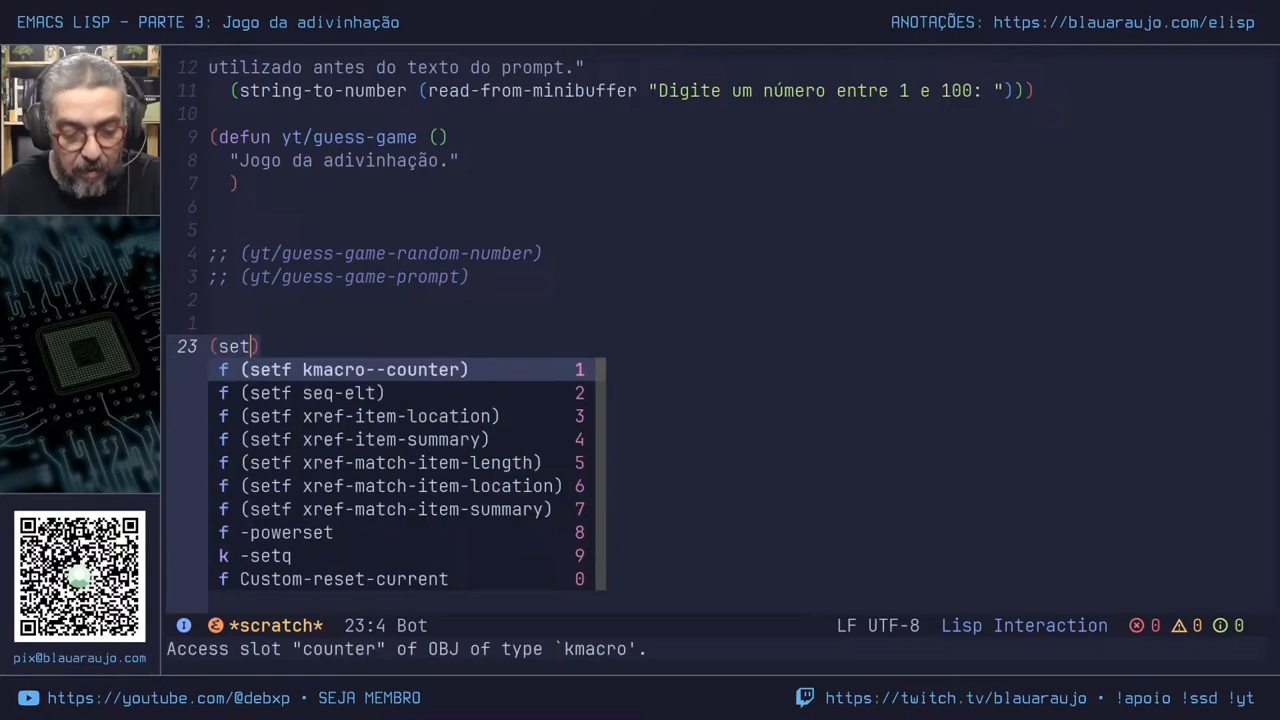 EMACS LISP - PARTE 3: Jogo da adivinhação
ANOTAÇÕES: https://blauaraujo.com/elisp
12 utilizado antes do texto do prompt."
11 (string-to-number (read-from-minibuffer "Digite um número entre 1 e 100: ")))
10
9 (defun yt/guess-game ()
8 "Jogo da adivinhação."
7 )
6
5
4 ;; (yt/guess-game-random-number)
3 ;; (yt/guess-game-prompt)
2
1
23 (set)
f (setf kmacro--counter) 1
f (setf seq-elt) 2
f (setf xref-item-location) 3
f (setf xref-item-summary) 4
f (setf xref-match-item-length) 5
f (setf xref-match-item-location) 6
f (setf xref-match-item-summary) 7
f -powerset 8
k -setq 9
f Custom-reset-current 0
I *scratch* 23:4 Bot LF UTF-8 Lisp Interaction 0 0 0
Access slot "counter" of OBJ of type `kmacro'.
pix@blauaraujo.com
https://youtube.com/@debxp • SEJA MEMBRO
https://twitch.tv/blauaraujo • !apoio !ssd !yt